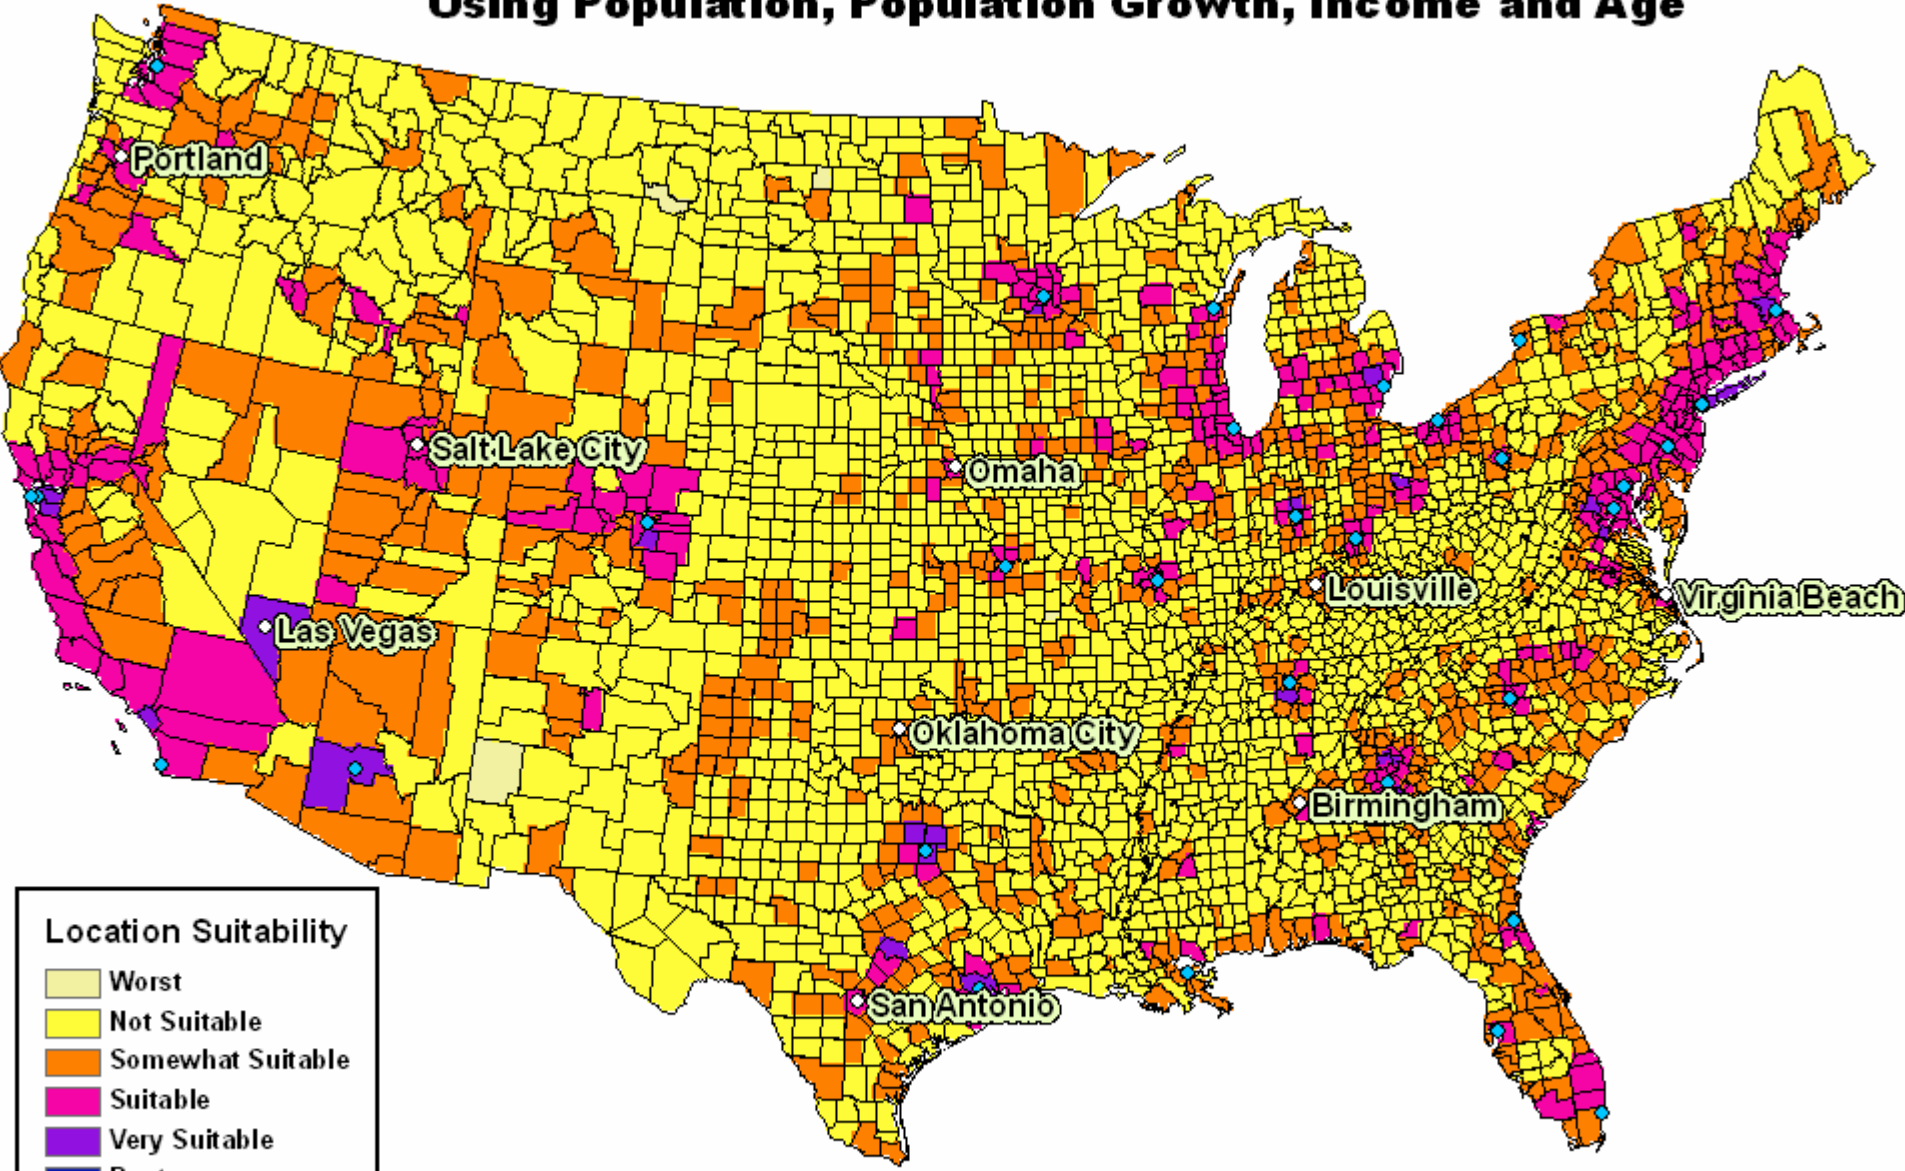 Using Population, Population Growth, Income and Age
Portland
Salt Lake City
Omaha
Louisville
Virginia Beach
Las Vegas
Oklahoma City
Birmingham
San Antonio
Location Suitability
Worst
Not Suitable
Somewhat Suitable
Suitable
Very Suitable